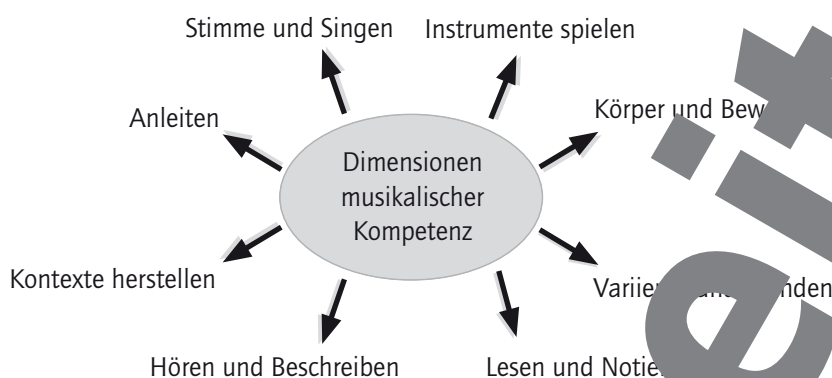 Stimme und Singen
Instrumente spielen
Anleiten
Körper und
Dimensionen
musikalischer
Kompetenz
Kontexte herstellen
Hören und Beschreiben
Lesen und